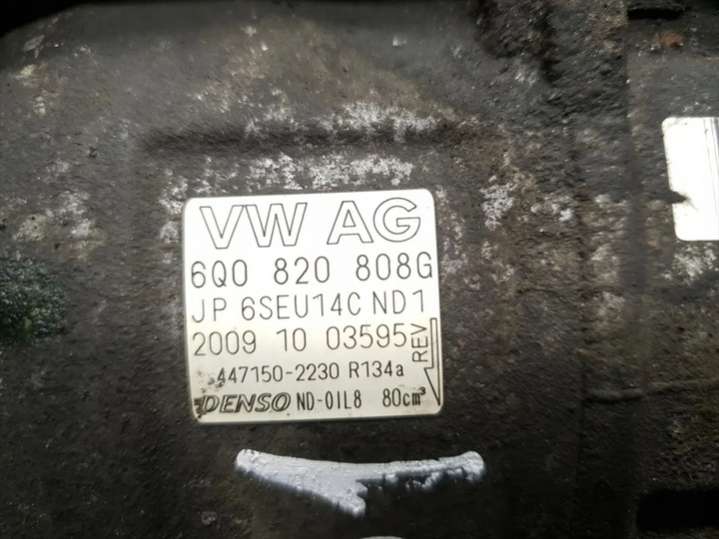 VW AG
6Q0 820 808G
JP 6SEU14C ND1
2009 10 03595
REV
447150-2230 R134a
DENSO ND-OIL8 80cm³